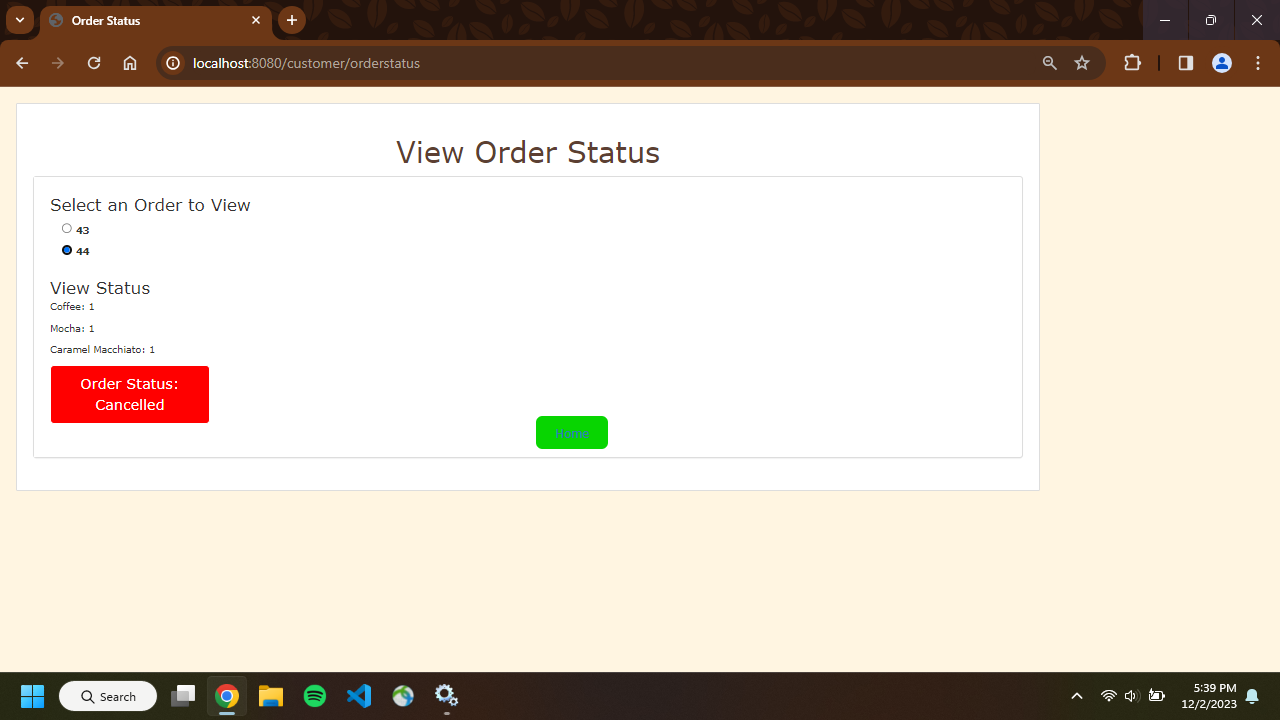 Order Status
localhost:8080/customer/orderstatus
View Order Status
Select an Order to View
43
44
View Status
Coffee: 1
Mocha: 1
Caramel Macchiato: 1
Order Status:
Cancelled
Home
Search
5:39 PM
12/2/2023